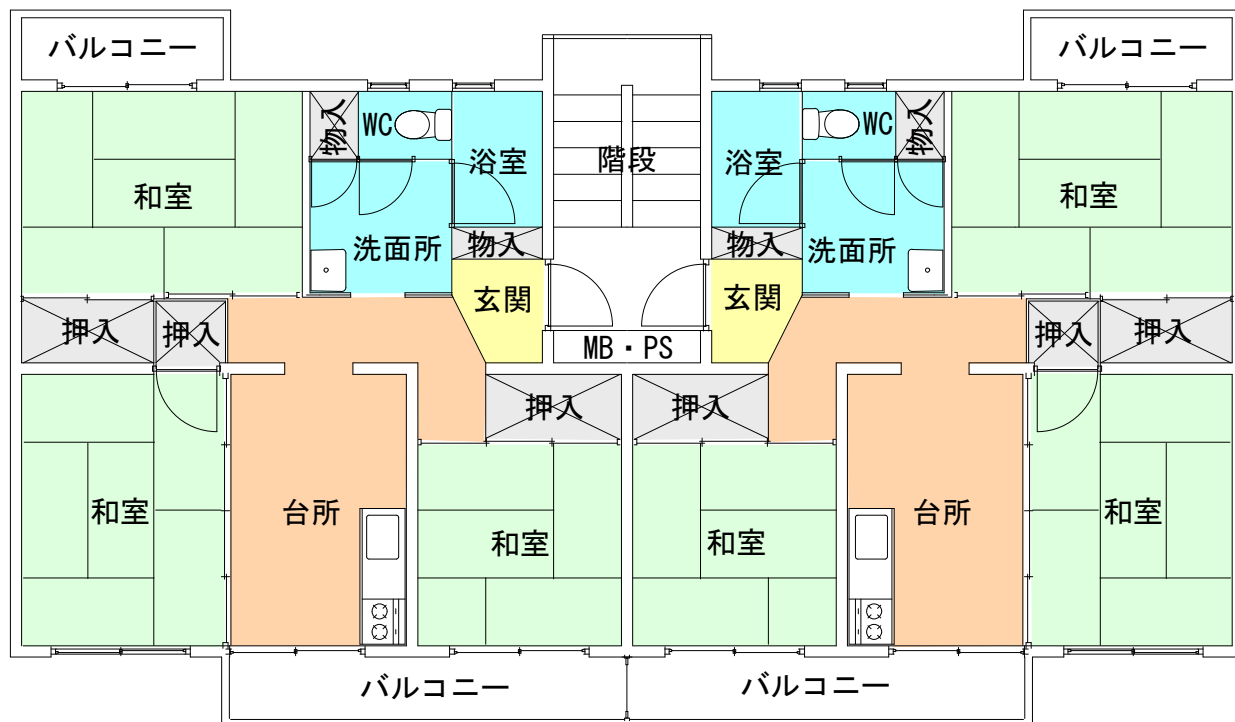 バルコニー
バルコニー
物入
WC
浴室
階段
浴室
WC
物入
和室
和室
洗面所
物入
物入
洗面所
玄関
玄関
押入
押入
MB・PS
押入
押入
押入
押入
和室
台所
和室
和室
台所
和室
バルコニー
バルコニー